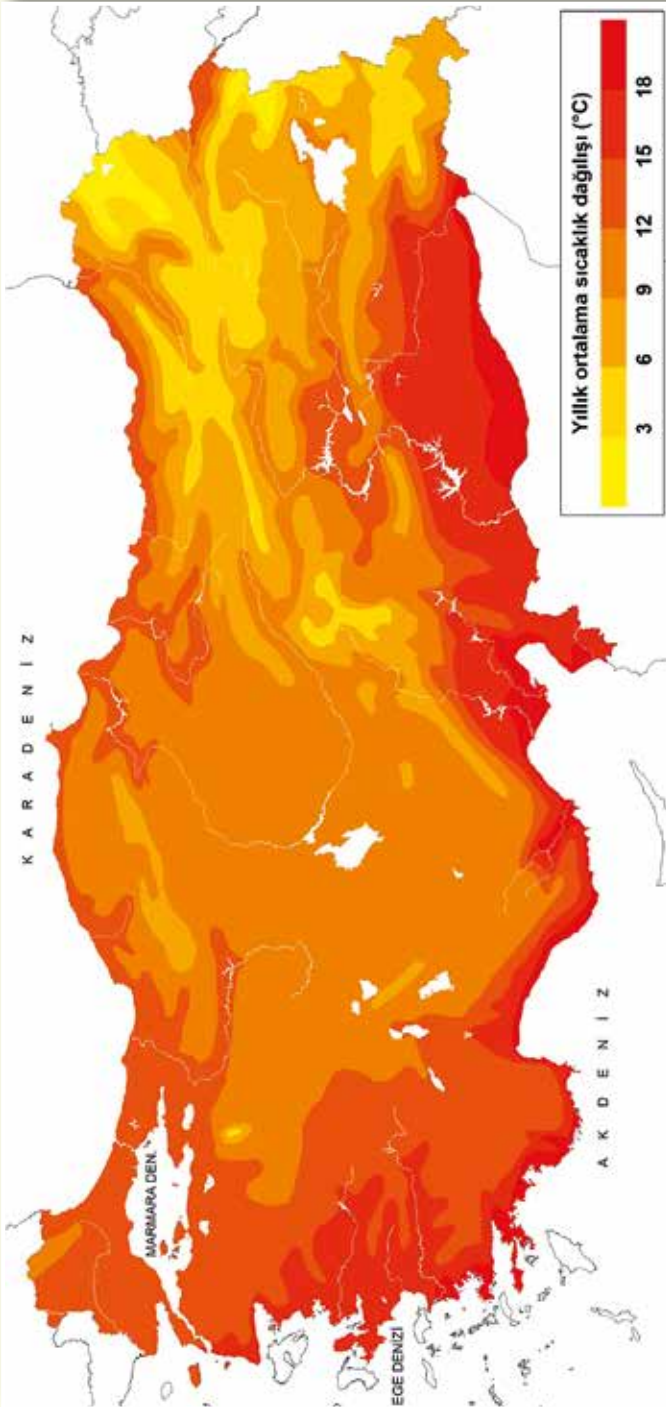 KARADENİZ
MARMARA DEN.
EGE DENİZİ
AKDENİZ
Yıllık ortalama sıcaklık dağılışı (°C)
3 6 9 12 15 18